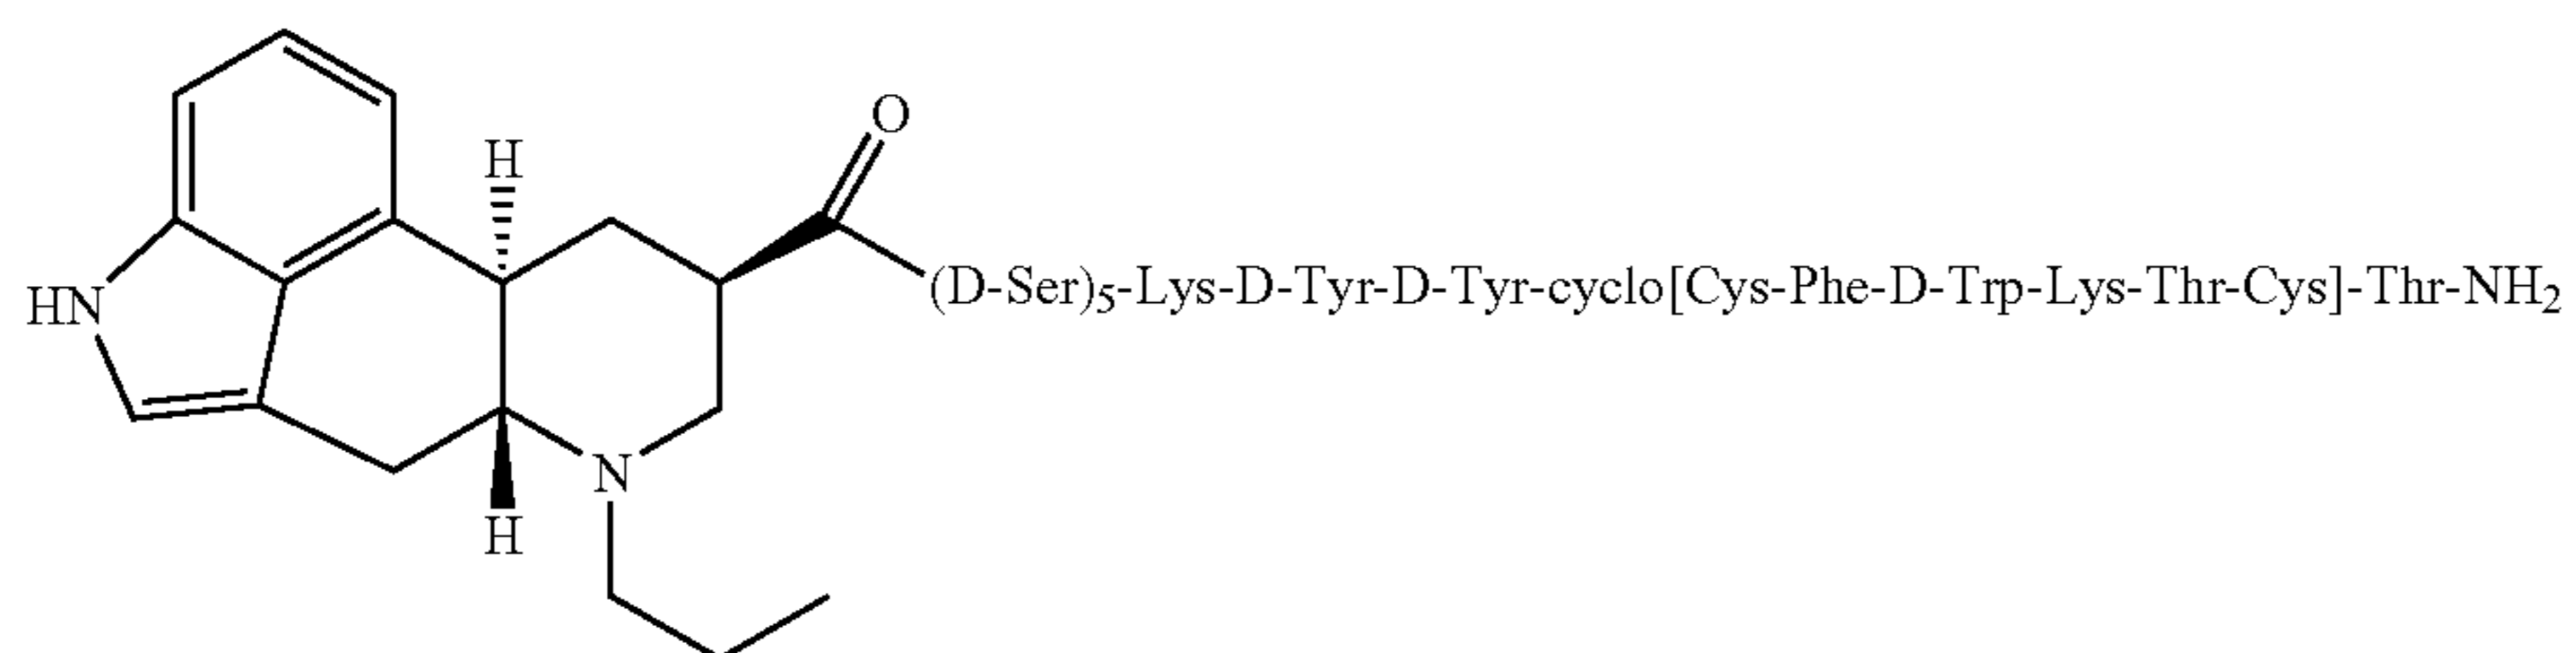 O
H
(D-Ser)5-Lys-D-Tyr-D-Tyr-cyclo[Cys-Phe-D-Trp-Lys-Thr-Cys]-Thr-NH2
HN
N
H